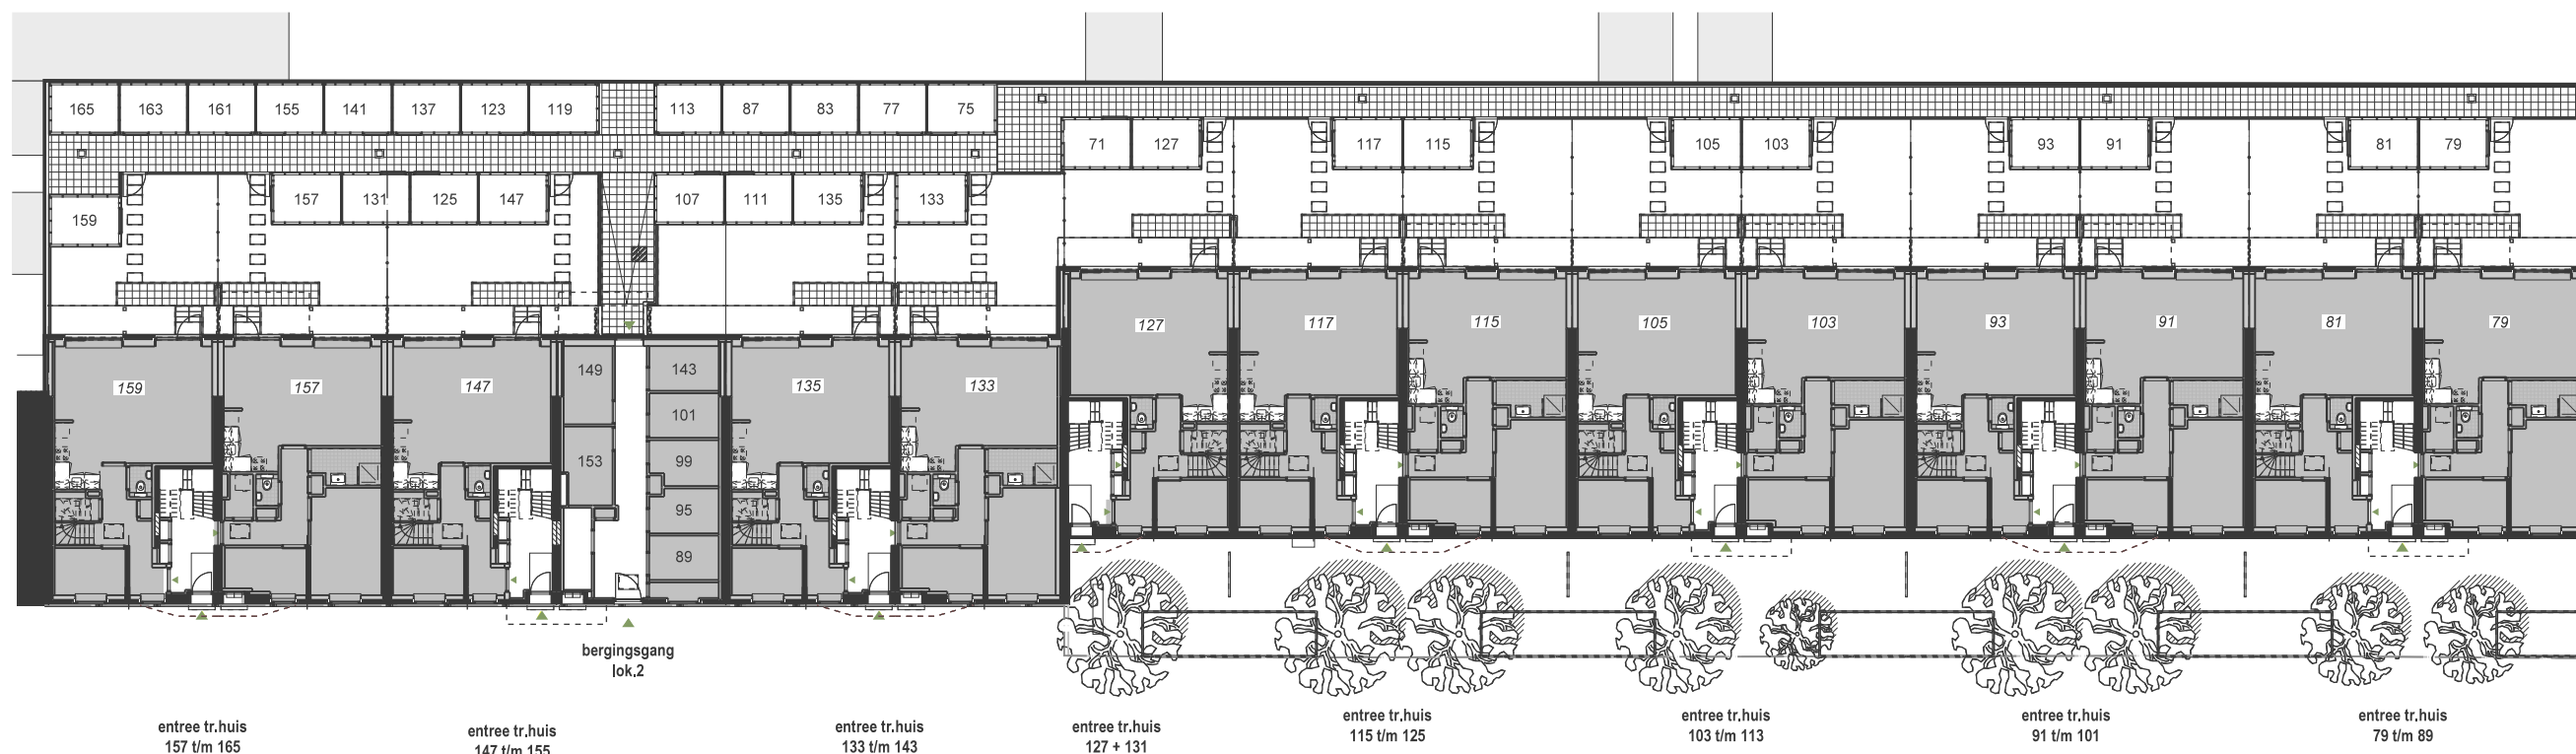 165 163 161 155 141 137 123 119 113 87 83 77 75
71 127 117 115 105 103 93 91 81 79
157 131 125 147 107 111 135 133
159
127 117 115 105 103 93 91 81 79
159 157 147 149 143 135 133
101
153 99
95
89
bergingsgang
lok.2
entree tr.huis
157 t/m 165
entree tr.huis
147 t/m 155
entree tr.huis
133 t/m 143
entree tr.huis
127 + 131
entree tr.huis
115 t/m 125
entree tr.huis
103 t/m 113
entree tr.huis
91 t/m 101
entree tr.huis
79 t/m 89